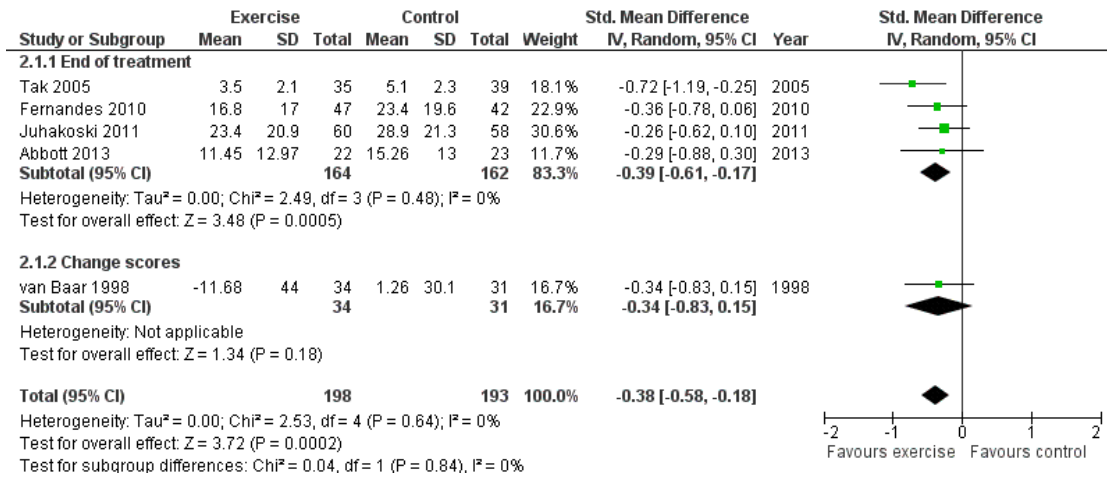 Exercise Control Std. Mean Difference Std. Mean Difference
Study or Subgroup Mean SD Total Mean SD Total Weight IV, Random, 95% CI Year IV, Random, 95% CI
2.1.1 End of treatment
Tak 2005 3.5 2.1 35 5.1 2.3 39 18.1% -0.72 [-1.19, -0.25] 2005
Fernandes 2010 16.8 17 47 23.4 19.6 42 22.9% -0.36 [-0.78, 0.06] 2010
Juhakoski 2011 23.4 20.9 60 28.9 21.3 58 30.6% -0.26 [-0.62, 0.10] 2011
Abbott 2013 11.45 12.97 22 15.26 13 23 11.7% -0.29 [-0.88, 0.30] 2013
Subtotal (95% CI) 164 162 83.3% -0.39 [-0.61, -0.17]
Heterogeneity: Tau² = 0.00; Chi² = 2.49, df = 3 (P = 0.48); I² = 0%
Test for overall effect: Z = 3.48 (P = 0.0005)
2.1.2 Change scores
van Baar 1998 -11.68 44 34 1.26 30.1 31 16.7% -0.34 [-0.83, 0.15] 1998
Subtotal (95% CI) 34 31 16.7% -0.34 [-0.83, 0.15]
Heterogeneity: Not applicable
Test for overall effect: Z = 1.34 (P = 0.18)
Total (95% CI) 198 193 100.0% -0.38 [-0.58, -0.18]
Heterogeneity: Tau² = 0.00; Chi² = 2.53, df = 4 (P = 0.64); I² = 0%
Test for overall effect: Z = 3.72 (P = 0.0002)
Test for subgroup differences: Chi² = 0.04, df = 1 (P = 0.84), I² = 0%
-2 -1 0 1 2
Favours exercise Favours control